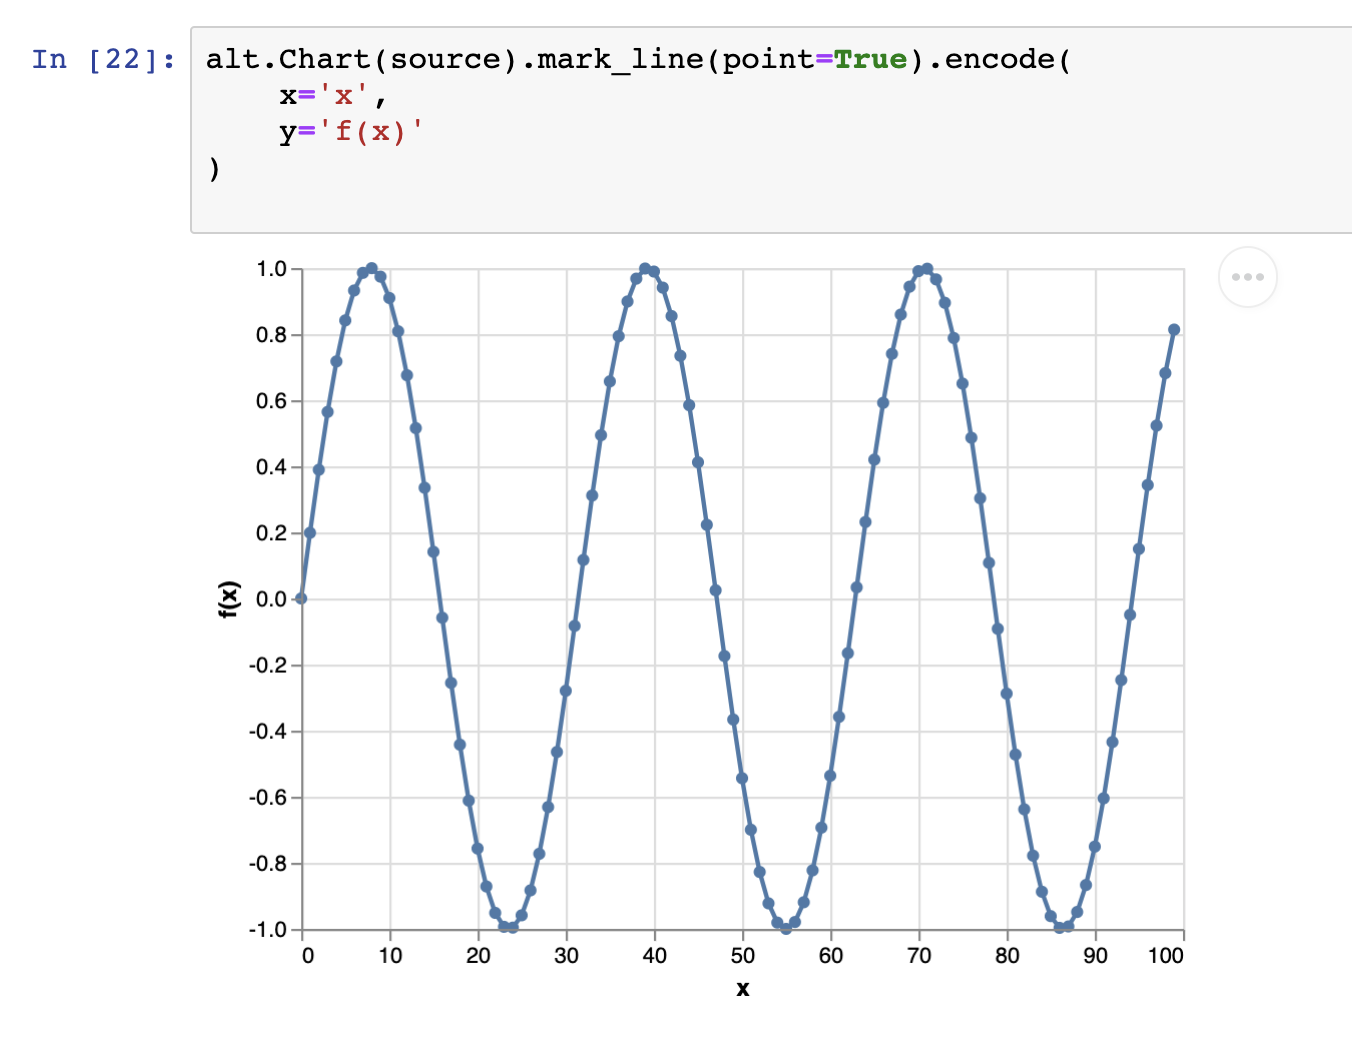 In [22]:
alt.Chart(source).mark_line(point=True).encode(
    x='x',
    y='f(x)'
)
1.0
0.8
0.6
0.4
0.2
0.0
-0.2
-0.4
-0.6
-0.8
-1.0
f(x)
0 10 20 30 40 50 60 70 80 90 100
x